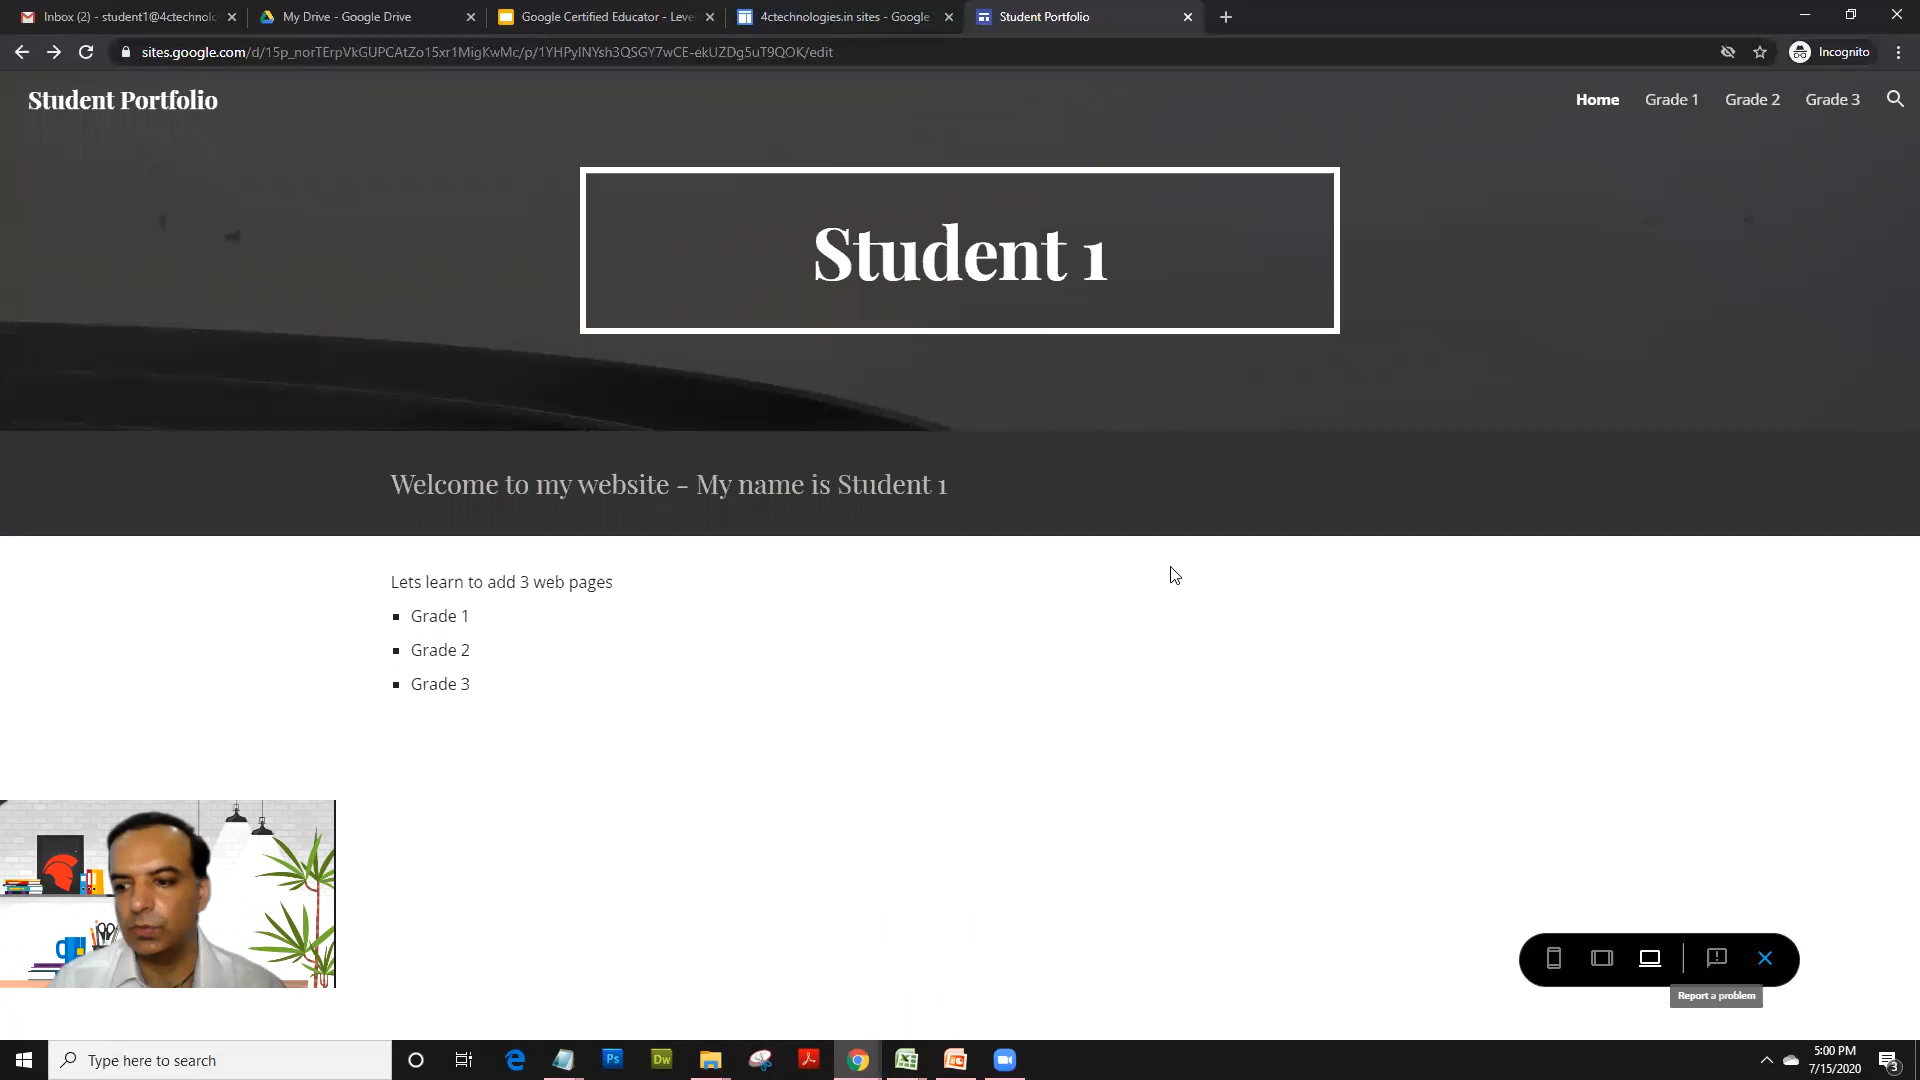 Inbox (2) - student1@4ctechnolo
My Drive - Google Drive
Google Certified Educator - Leve
4ctechnologies.in sites - Google
Student Portfolio
sites.google.com/d/15p_norTErpVkGUPCAtZo15xr1MigKwMc/p/1YHPyINYsh3QSGY7wCE-ekUZDg5uT9QOK/edit
Incognito
Student Portfolio
Home
Grade 1
Grade 2
Grade 3
Student 1
Welcome to my website - My name is Student 1
Lets learn to add 3 web pages
Grade 1
Grade 2
Grade 3
Report a problem
Type here to search
Ps
Dw
5:00 PM
7/15/2020
3